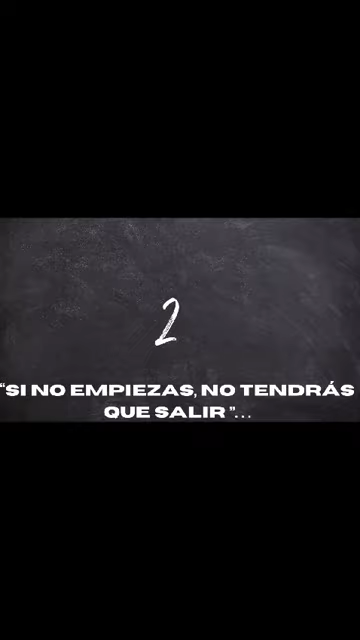 2
“SI NO EMPIEZAS, NO TENDRÁS
QUE SALIR ”...